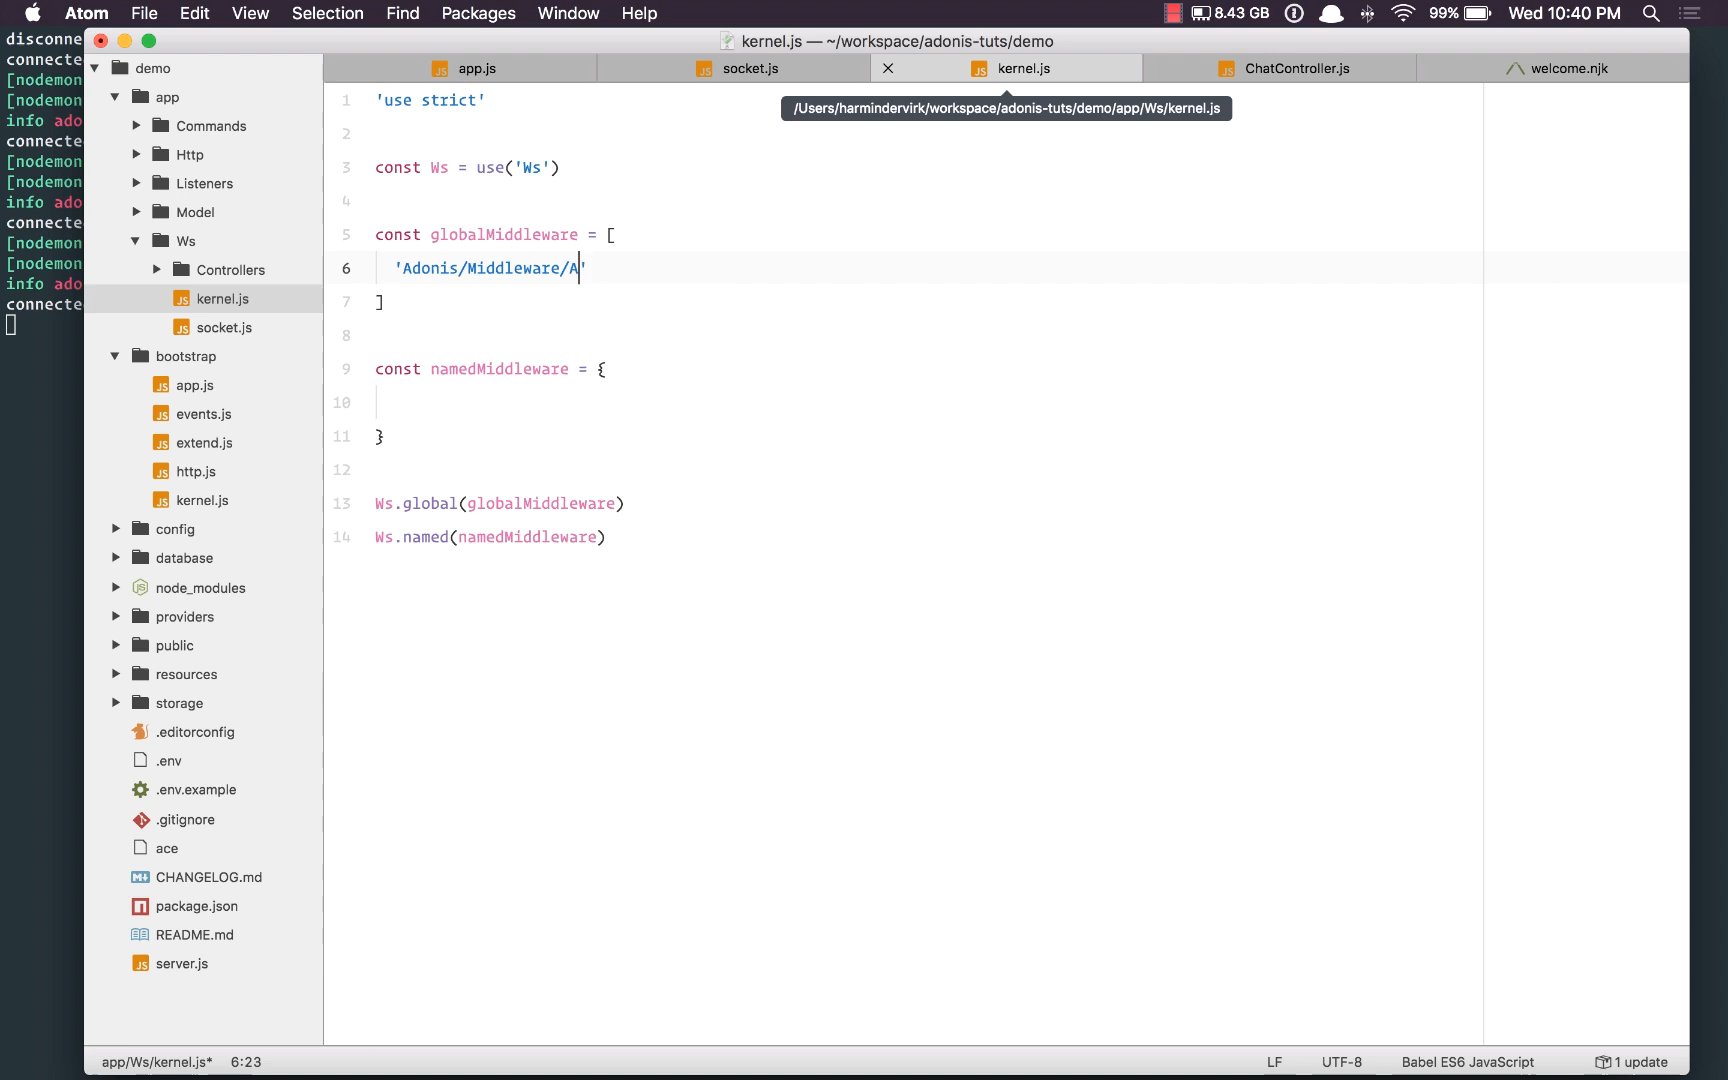 Atom File Edit View Selection Find Packages Window Help 8.43 GB 99% Wed 10:40 PM
disconne
connecte
[nodemon
[nodemon
info ado
connecte
[nodemon
[nodemon
info ado
connecte
[nodemon
[nodemon
info ado
connecte
kernel.js — ~/workspace/adonis-tuts/demo
demo
app
Commands
Http
Listeners
Model
Ws
Controllers
kernel.js
socket.js
bootstrap
app.js
events.js
extend.js
http.js
kernel.js
config
database
node_modules
providers
public
resources
storage
.editorconfig
.env
.env.example
.gitignore
ace
CHANGELOG.md
package.json
README.md
server.js
app.js socket.js kernel.js ChatController.js welcome.njk
/Users/harmindervirk/workspace/adonis-tuts/demo/app/Ws/kernel.js
1 'use strict'
2
3 const Ws = use('Ws')
4
5 const globalMiddleware = [
6 'Adonis/Middleware/A'
7 ]
8
9 const namedMiddleware = {
10
11 }
12
13 Ws.global(globalMiddleware)
14 Ws.named(namedMiddleware)
app/Ws/kernel.js* 6:23 LF UTF-8 Babel ES6 JavaScript 1 update